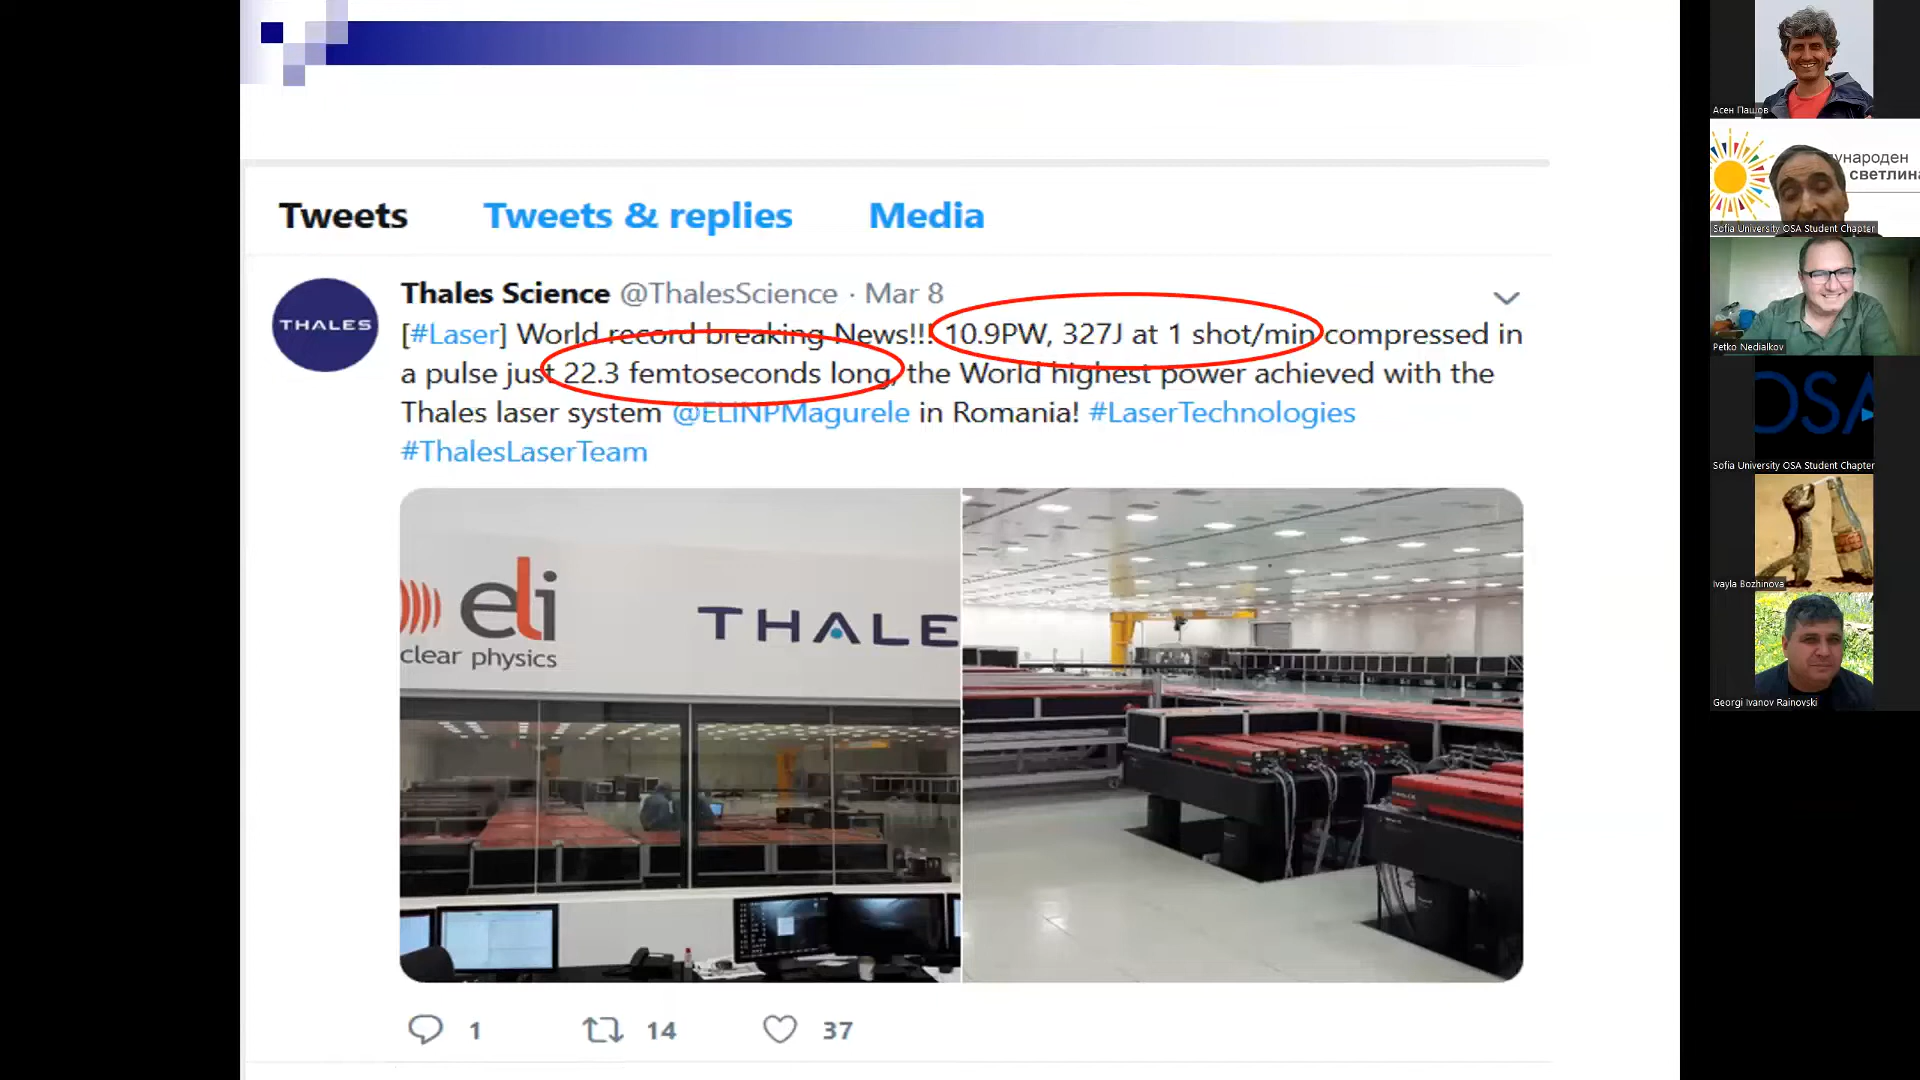 Tweets Tweets & replies Media
THALES
Thales Science @ThalesScience · Mar 8
[#Laser] World record breaking News!!! 10.9PW, 327J at 1 shot/min compressed in
a pulse just 22.3 femtoseconds long, the World highest power achieved with the
Thales laser system @ELINPMagurele in Romania! #LaserTechnologies
#ThalesLaserTeam
eli
clear physics
THALE
1 14 37
Асен Пашов
ународен
светлина
Sofia University OSA Student Chapter
Petko Nedialkov
OSA
Sofia University OSA Student Chapter
Ivayla Bozhinova
Georgi Ivanov Rainovski